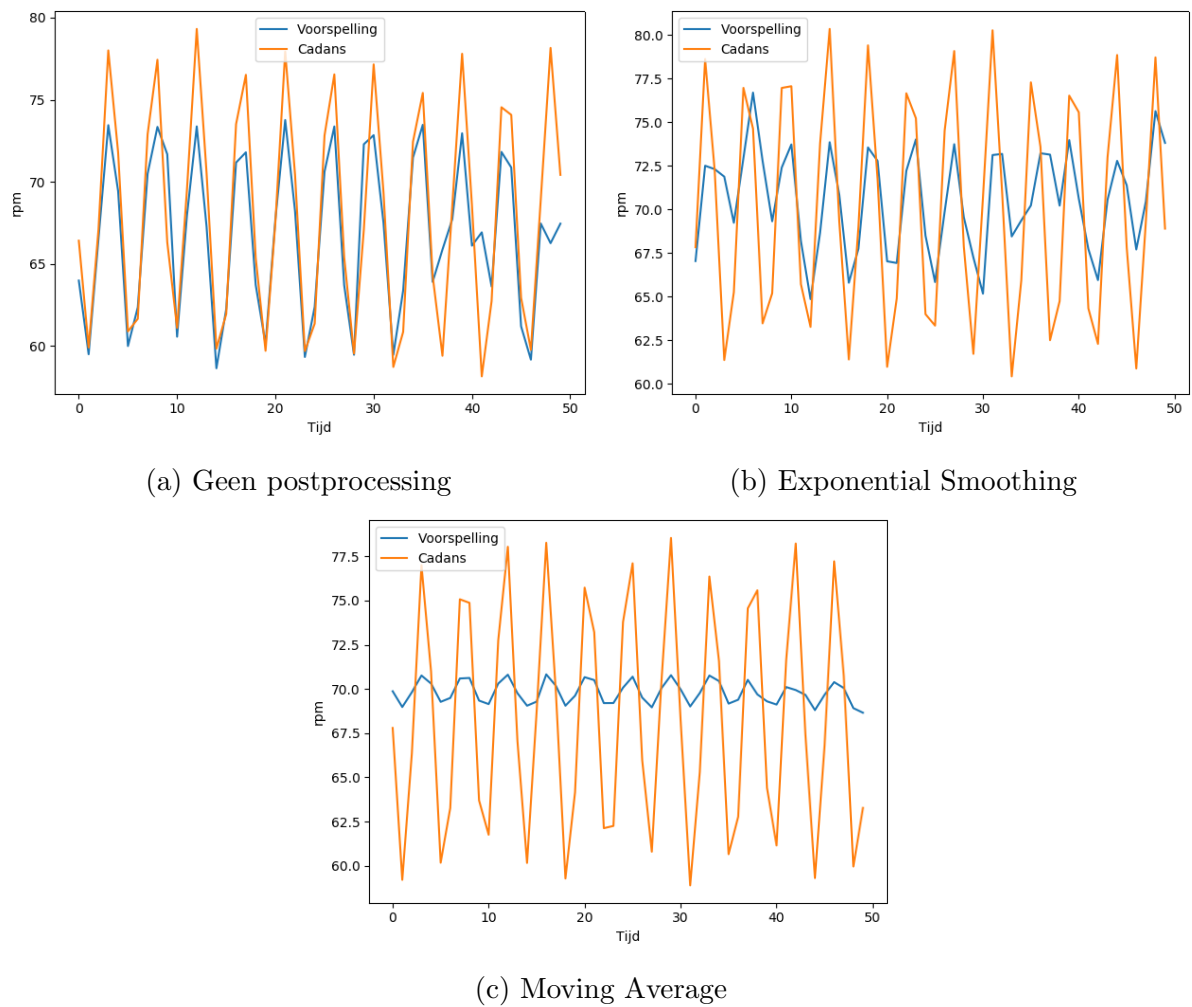 80
75
70
65
60
rpm
0 10 20 30 40 50
Tijd
Voorspelling
Cadans
(a) Geen postprocessing
80.0
77.5
75.0
72.5
70.0
67.5
65.0
62.5
60.0
rpm
0 10 20 30 40 50
Tijd
Voorspelling
Cadans
(b) Exponential Smoothing
77.5
75.0
72.5
70.0
67.5
65.0
62.5
60.0
rpm
0 10 20 30 40 50
Tijd
Voorspelling
Cadans
(c) Moving Average